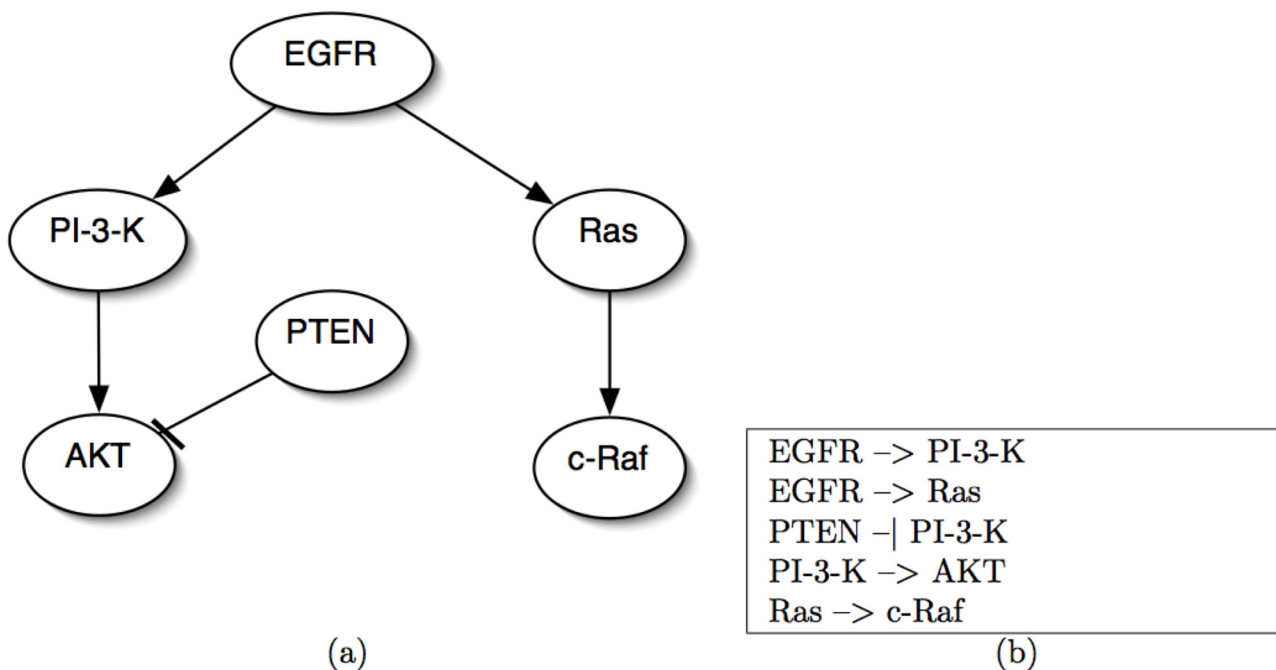 EGFR
PI-3-K
Ras
PTEN
AKT
c-Raf
EGFR –> PI-3-K
EGFR –> Ras
PTEN –| PI-3-K
PI-3-K –> AKT
Ras –> c-Raf
(a)
(b)